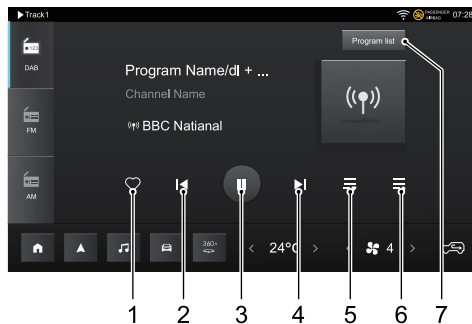 Track1
PASSENGER
AIRBAG
07:28
Program list
DAB
Program Name/dl + ...
Channel Name
BBC Natianal
FM
AM
360°
24°C
4
1 2 3 4 5 6 7